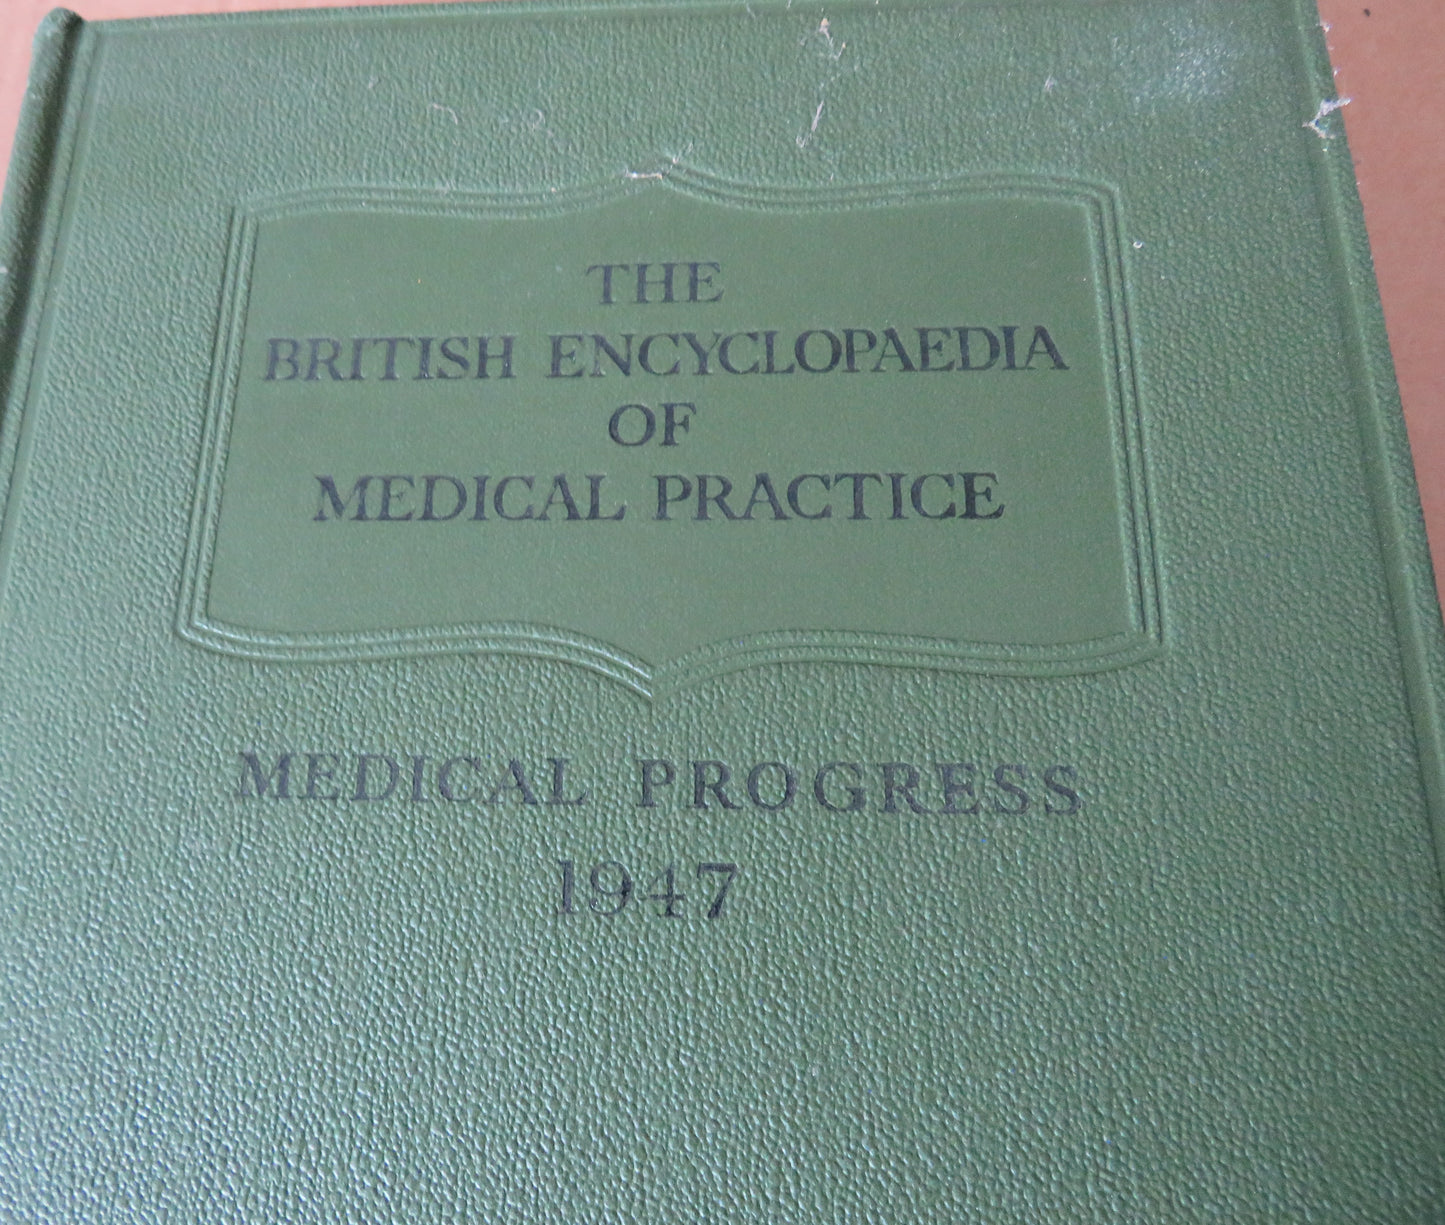 THE
BRITISH ENCYCLOPAEDIA
OF
MEDICAL PRACTICE
MEDICAL PROGRESS
1947